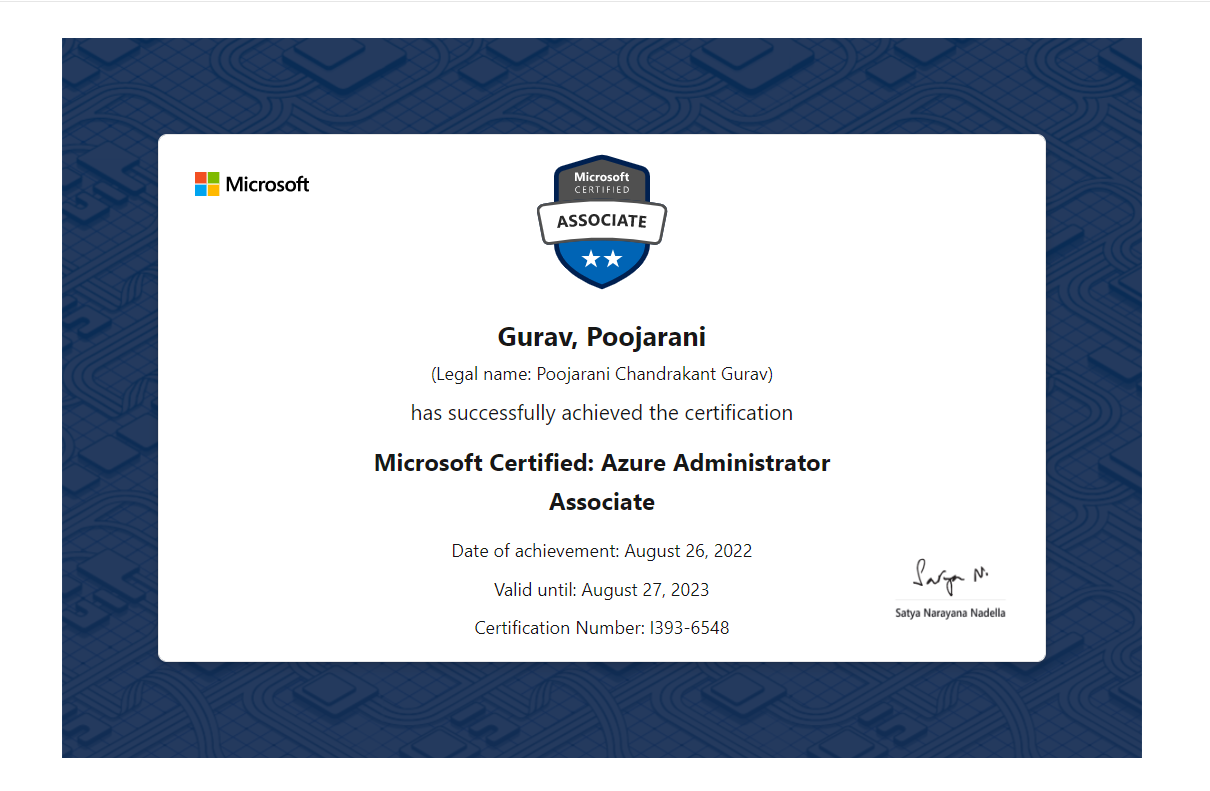 Microsoft
Microsoft
CERTIFIED
ASSOCIATE
Gurav, Poojarani
(Legal name: Poojarani Chandrakant Gurav)
has successfully achieved the certification
Microsoft Certified: Azure Administrator
Associate
Date of achievement: August 26, 2022
Valid until: August 27, 2023
Certification Number: I393-6548
Satya N.
Satya Narayana Nadella